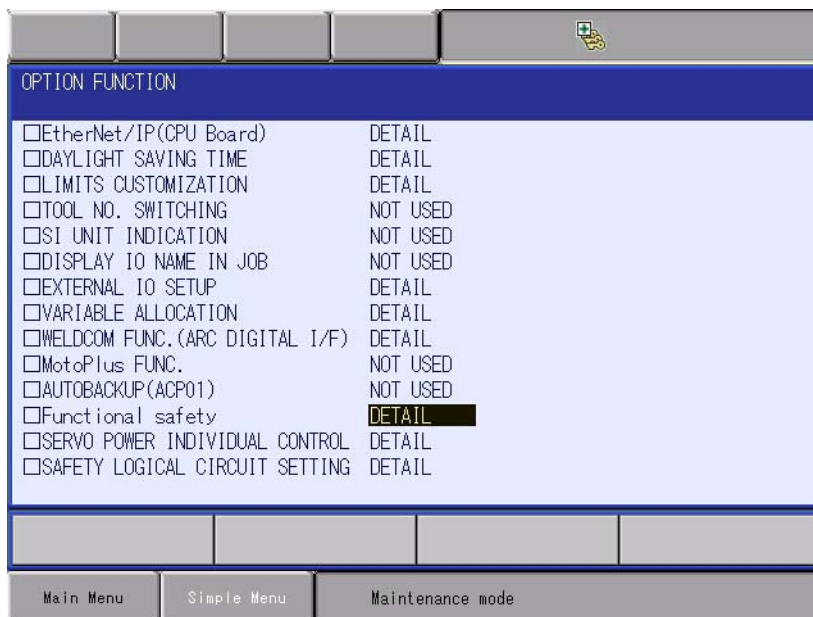 OPTION FUNCTION
□EtherNet/IP(CPU Board) DETAIL
□DAYLIGHT SAVING TIME DETAIL
□LIMITS CUSTOMIZATION DETAIL
□TOOL NO. SWITCHING NOT USED
□SI UNIT INDICATION NOT USED
□DISPLAY IO NAME IN JOB NOT USED
□EXTERNAL IO SETUP DETAIL
□VARIABLE ALLOCATION DETAIL
□WELDCOM FUNC.(ARC DIGITAL I/F) DETAIL
□MotoPlus FUNC. NOT USED
□AUTOBACKUP(ACP01) NOT USED
□Functional safety DETAIL
□SERVO POWER INDIVIDUAL CONTROL DETAIL
□SAFETY LOGICAL CIRCUIT SETTING DETAIL
Main Menu Simple Menu Maintenance mode